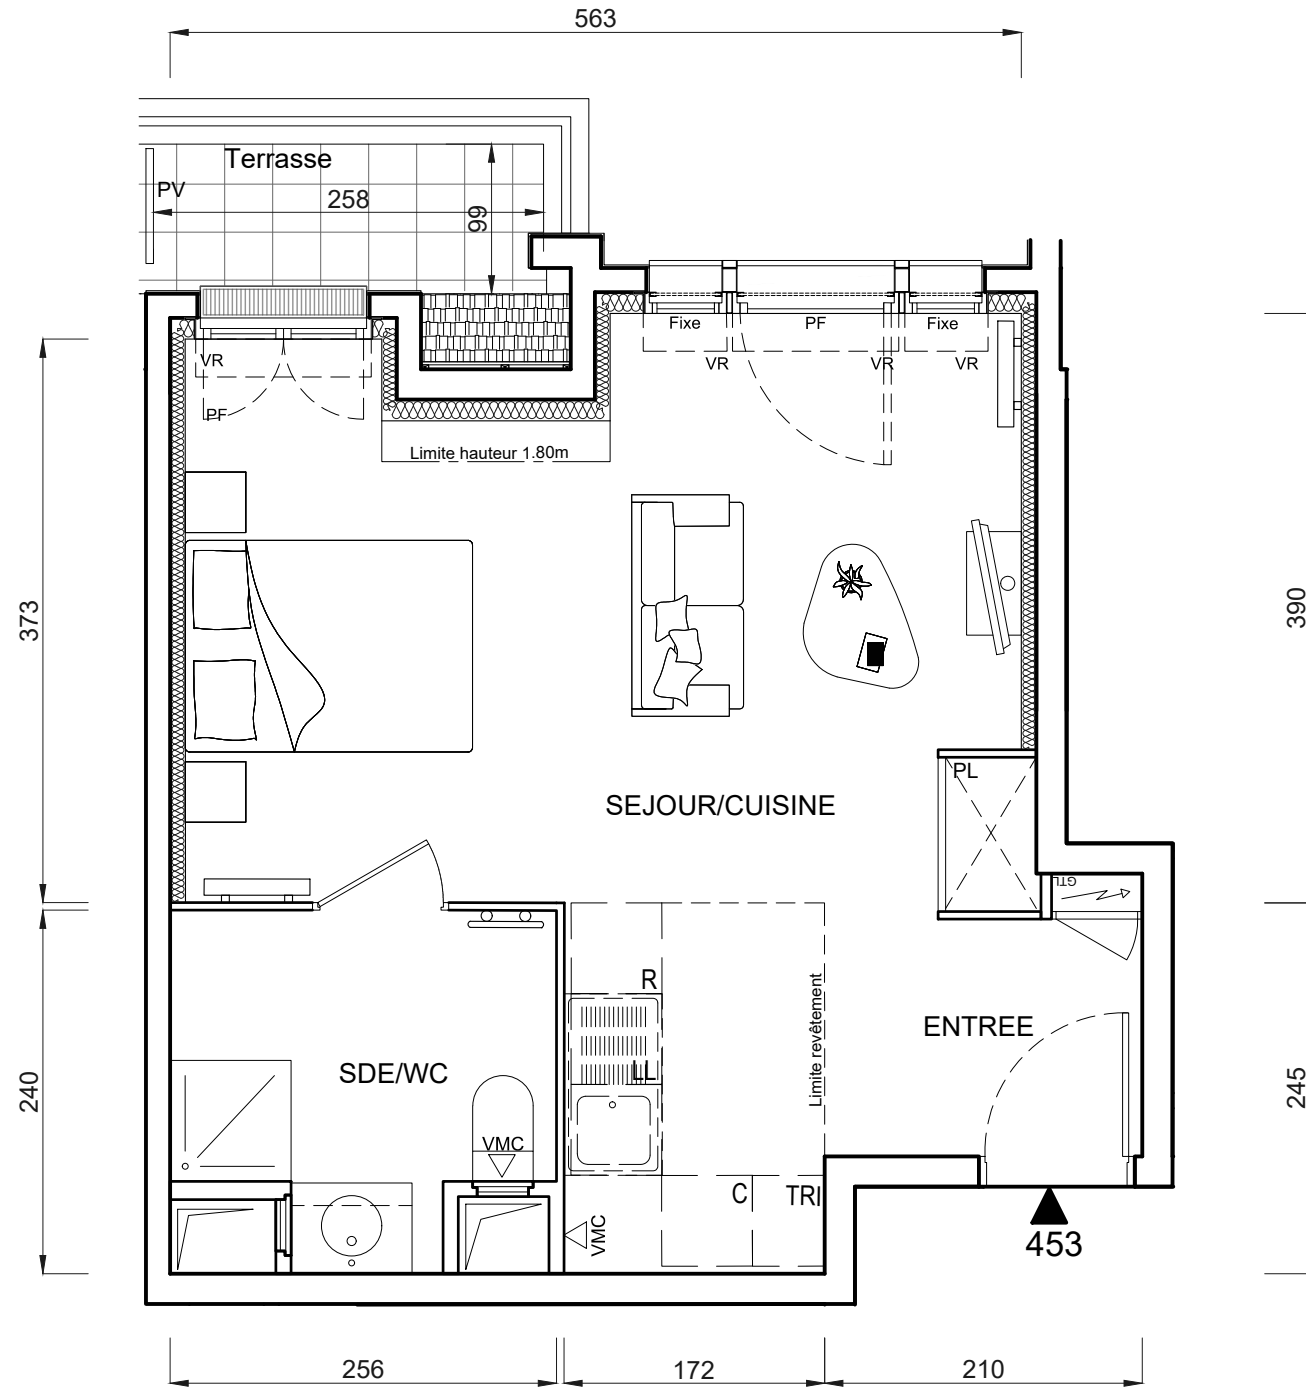 563
Terrasse
PV
258
99
Fixe
PF
Fixe
VR
VR
VR
VR
PF
Limite hauteur 1.80m
373
390
PL
SEJOUR/CUISINE
GTL
R
Limite revêtement
ENTREE
LL
SDE/WC
240
245
VMC
C
TRI
VMC
453
256
172
210